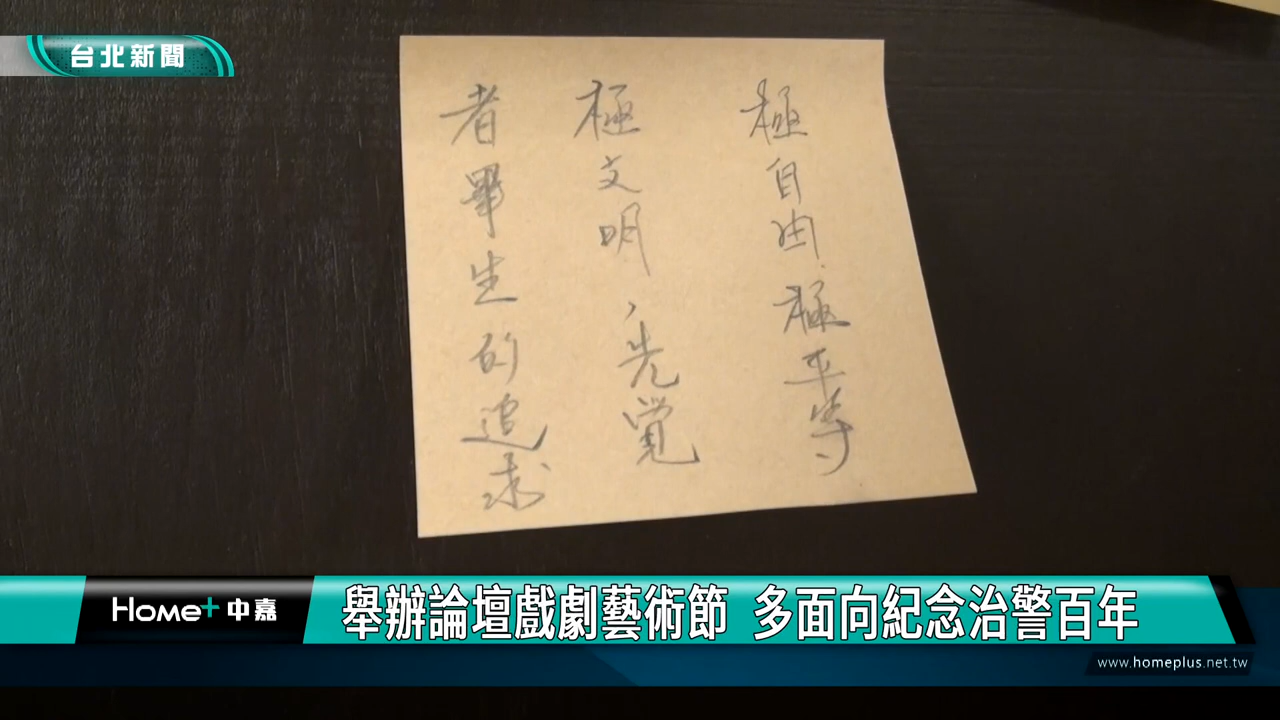 台北新聞
極自由.極平等
極文明,先覺
者畢生的追求
Home+中嘉
舉辦論壇戲劇藝術節 多面向紀念治警百年
www.homeplus.net.tw